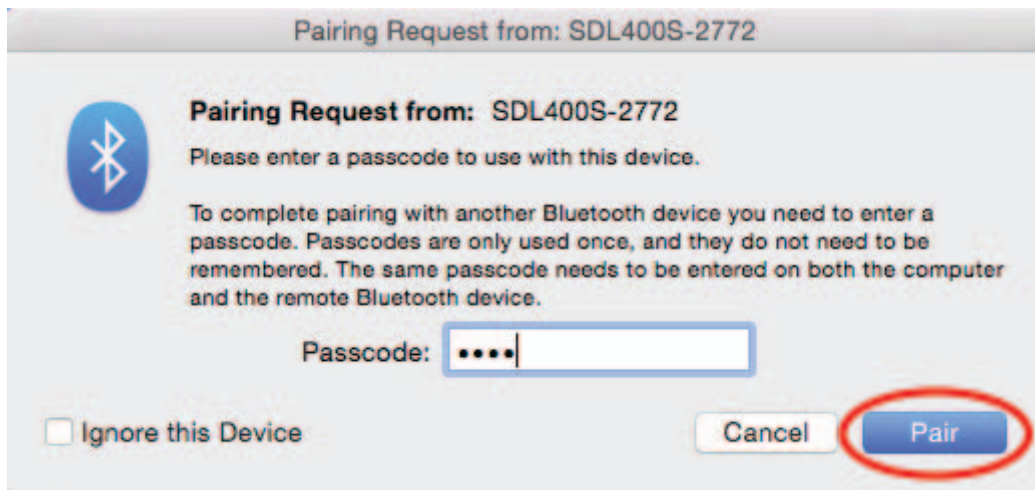 Pairing Request from: SDL400S-2772
Pairing Request from: SDL400S-2772
Please enter a passcode to use with this device.
To complete pairing with another Bluetooth device you need to enter a
passcode. Passcodes are only used once, and they do not need to be
remembered. The same passcode needs to be entered on both the computer
and the remote Bluetooth device.
Passcode: ••••
Ignore this Device Cancel Pair